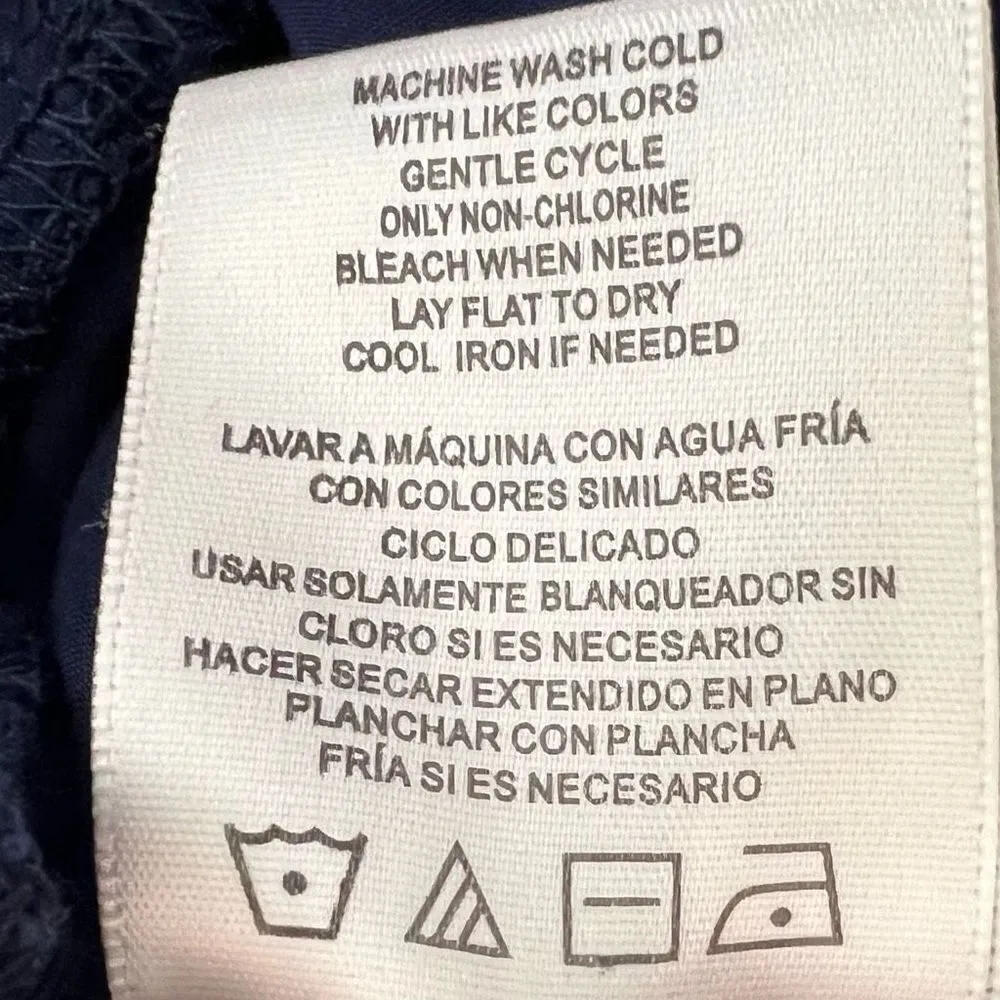 MACHINE WASH COLD
WITH LIKE COLORS
GENTLE CYCLE
ONLY NON-CHLORINE
BLEACH WHEN NEEDED
LAY FLAT TO DRY
COOL IRON IF NEEDED
LAVAR A MÁQUINA CON AGUA FRÍA
CON COLORES SIMILARES
CICLO DELICADO
USAR SOLAMENTE BLANQUEADOR SIN
CLORO SI ES NECESARIO
HACER SECAR EXTENDIDO EN PLANO
PLANCHAR CON PLANCHA
FRÍA SI ES NECESARIO